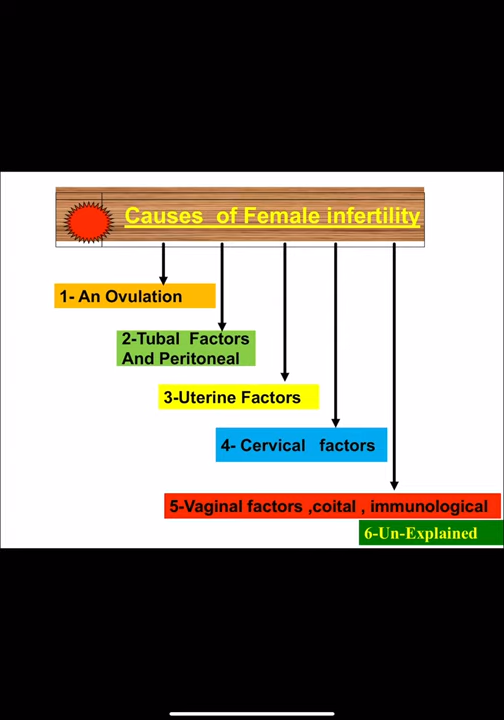 Causes of Female infertility
1- An Ovulation
2-Tubal Factors
And Peritoneal
3-Uterine Factors
4- Cervical factors
5-Vaginal factors ,coital , immunological
6-Un-Explained